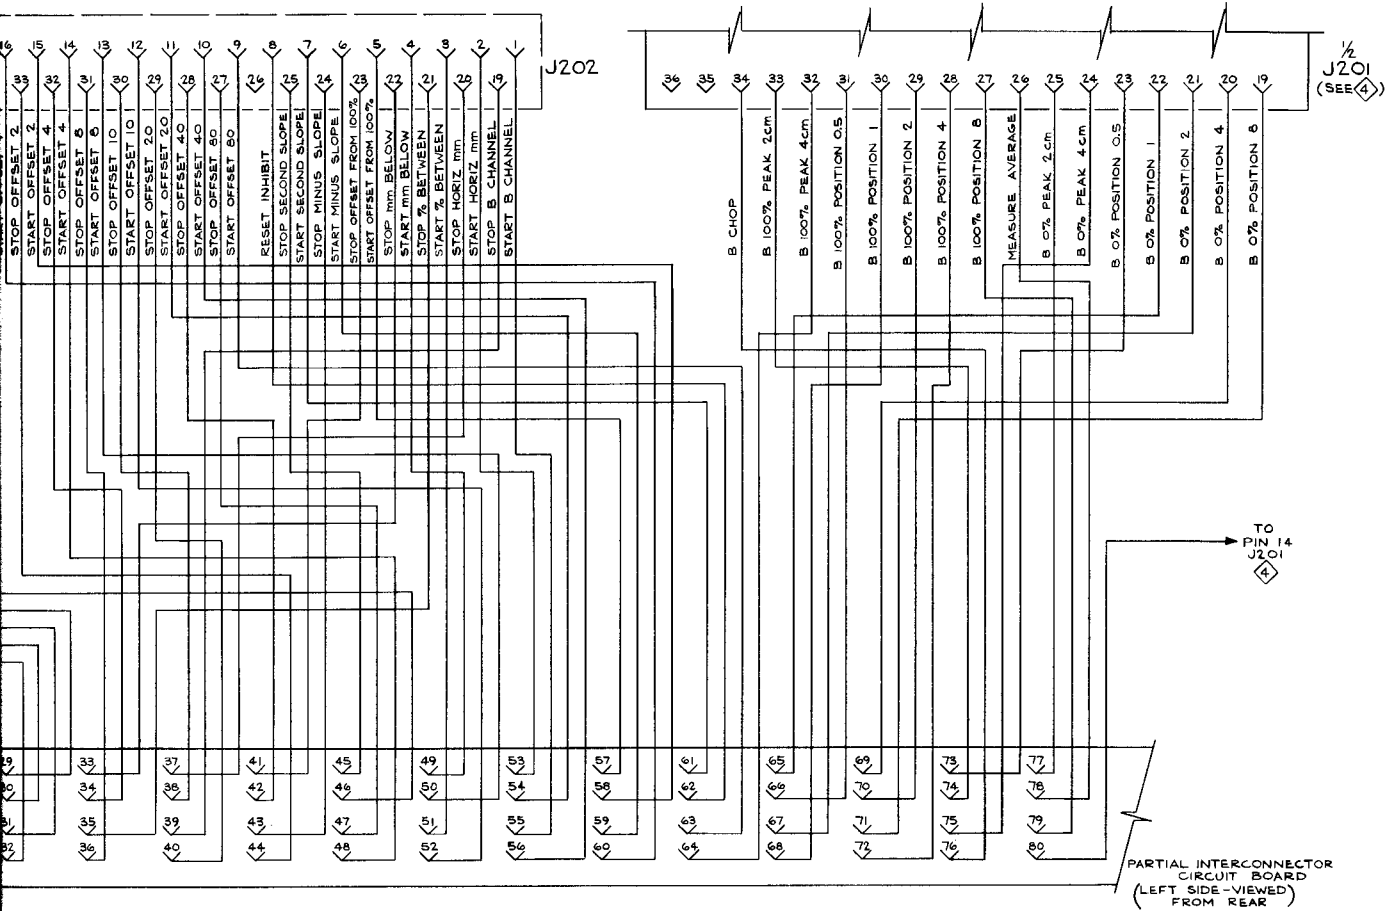 16 15 14 13 12 11 10 9 8 7 6 5 4 3 2 1
33 32 31 30 29 28 27 26 25 24 23 22 21 20 19
J202
STOP OFFSET 2
START OFFSET 2
STOP OFFSET 4
START OFFSET 4
STOP OFFSET 8
START OFFSET 8
STOP OFFSET 10
START OFFSET 10
STOP OFFSET 20
START OFFSET 20
STOP OFFSET 40
START OFFSET 40
STOP OFFSET 80
START OFFSET 80
RESET INHIBIT
STOP SECOND SLOPE
START SECOND SLOPE
STOP MINUS SLOPE
START MINUS SLOPE
STOP OFFSET FROM 100%
START OFFSET FROM 100%
STOP mm BELOW
START mm BELOW
STOP % BETWEEN
START % BETWEEN
STOP HORIZ mm
START HORIZ mm
STOP B CHANNEL
START B CHANNEL
36 35 34 33 32 31 30 29 28 27 26 25 24 23 22 21 20 19
1/2
J201
(SEE 4)
B CHOP
B 100% PEAK 2cm
B 100% PEAK 4cm
B 100% POSITION 0.5
B 100% POSITION 1
B 100% POSITION 2
B 100% POSITION 4
B 100% POSITION 8
MEASURE AVERAGE
B 0% PEAK 2cm
B 0% PEAK 4cm
B 0% POSITION 0.5
B 0% POSITION 1
B 0% POSITION 2
B 0% POSITION 4
B 0% POSITION 8
TO
PIN 14
J201
4
29 33 37 41 45 49 53 57 61 65 69 73 77
30 34 38 42 46 50 54 58 62 66 70 74 78
31 35 39 43 47 51 55 59 63 67 71 75 79
32 36 40 44 48 52 56 60 64 68 72 76 80
PARTIAL INTERCONNECTOR
CIRCUIT BOARD
(LEFT SIDE-VIEWED)
FROM REAR